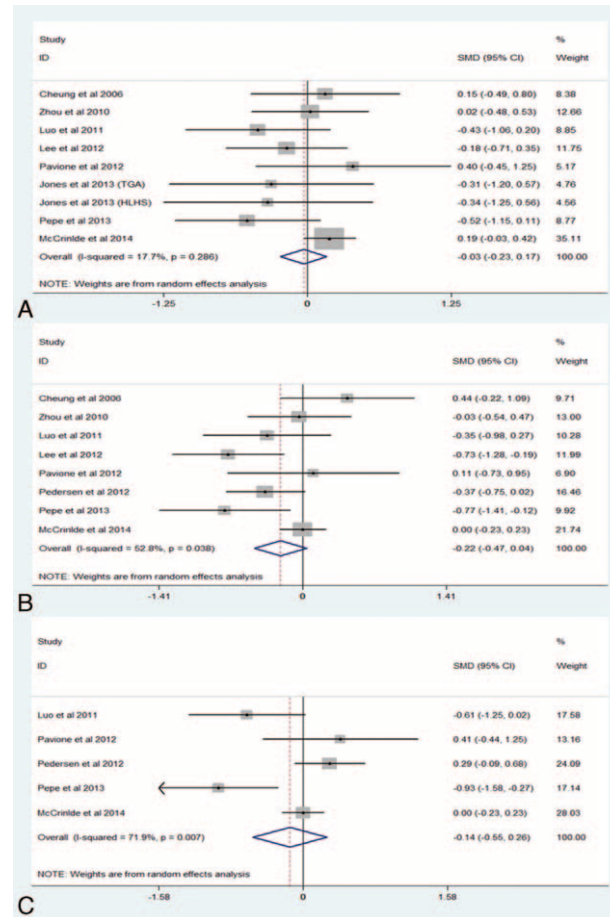 Study %
ID SMD (95% CI) Weight
Cheung et al 2006 0.15 (-0.49, 0.80) 8.38
Zhou et al 2010 0.02 (-0.48, 0.53) 12.66
Luo et al 2011 -0.43 (-1.06, 0.20) 8.85
Lee et al 2012 -0.18 (-0.71, 0.35) 11.75
Pavione et al 2012 0.40 (-0.45, 1.25) 5.17
Jones et al 2013 (TGA) -0.31 (-1.20, 0.57) 4.76
Jones et al 2013 (HLHS) -0.34 (-1.25, 0.56) 4.56
Pepe et al 2013 -0.52 (-1.15, 0.11) 8.77
McCrinlde et al 2014 0.19 (-0.03, 0.42) 35.11
Overall (I-squared = 17.7%, p = 0.286) -0.03 (-0.23, 0.17) 100.00
NOTE: Weights are from random effects analysis
A -1.25 0 1.25
Study %
ID SMD (95% CI) Weight
Cheung et al 2006 0.44 (-0.22, 1.09) 9.71
Zhou et al 2010 -0.03 (-0.54, 0.47) 13.00
Luo et al 2011 -0.35 (-0.98, 0.27) 10.28
Lee et al 2012 -0.73 (-1.28, -0.19) 11.99
Pavione et al 2012 0.11 (-0.73, 0.95) 6.90
Pedersen et al 2012 -0.37 (-0.75, 0.02) 16.46
Pepe et al 2013 -0.77 (-1.41, -0.12) 9.92
McCrinlde et al 2014 0.00 (-0.23, 0.23) 21.74
Overall (I-squared = 52.8%, p = 0.038) -0.22 (-0.47, 0.04) 100.00
NOTE: Weights are from random effects analysis
B -1.41 0 1.41
Study %
ID SMD (95% CI) Weight
Luo et al 2011 -0.61 (-1.25, 0.02) 17.58
Pavione et al 2012 0.41 (-0.44, 1.25) 13.16
Pedersen et al 2012 0.29 (-0.09, 0.68) 24.09
Pepe et al 2013 -0.93 (-1.58, -0.27) 17.14
McCrinlde et al 2014 0.00 (-0.23, 0.23) 28.03
Overall (I-squared = 71.9%, p = 0.007) -0.14 (-0.55, 0.26) 100.00
NOTE: Weights are from random effects analysis
C -1.58 0 1.58